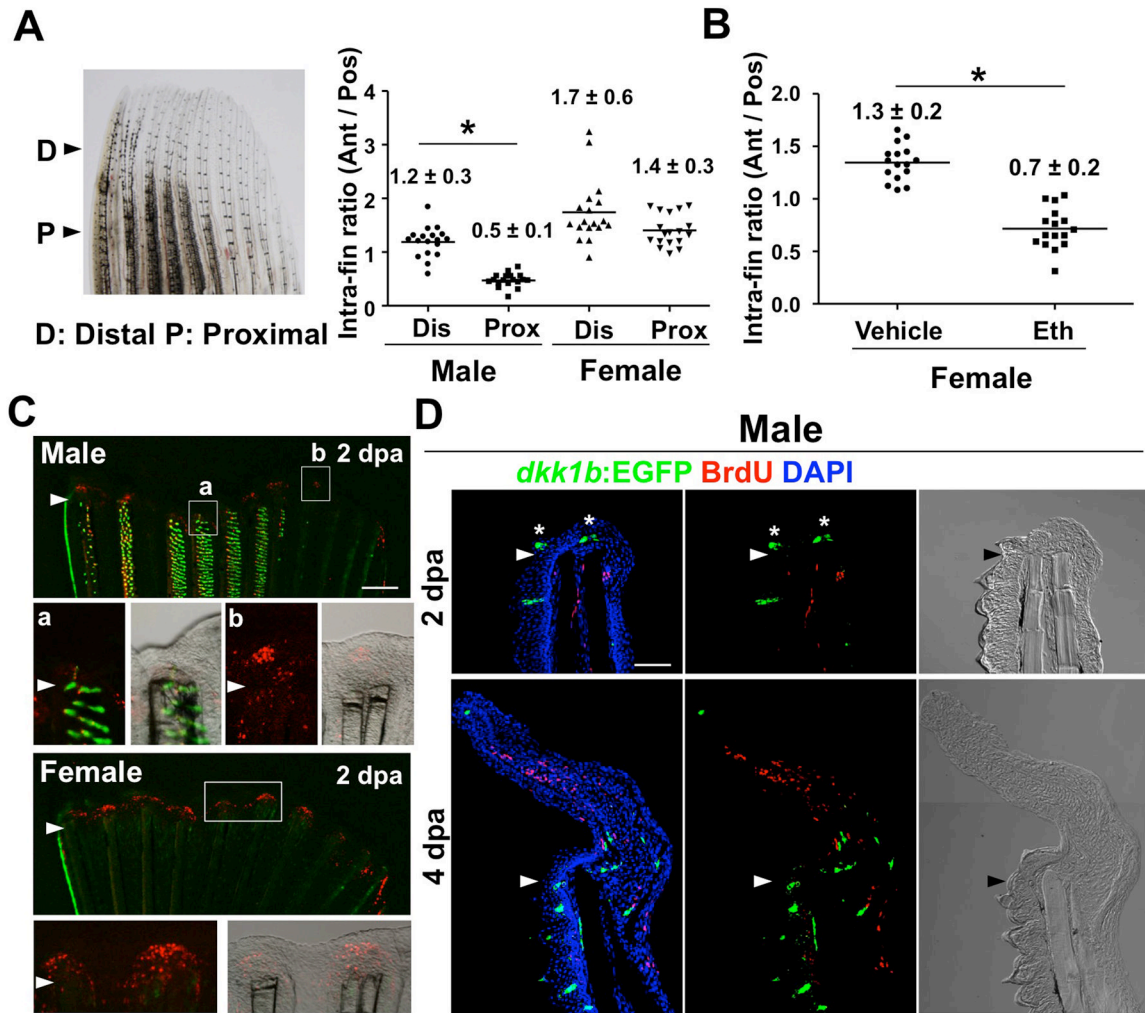 A
D
P
D: Distal P: Proximal
Intra-fin ratio (Ant / Pos)
4
3
2
1
0
*
1.2 ± 0.3
0.5 ± 0.1
1.7 ± 0.6
1.4 ± 0.3
Dis Prox Dis Prox
Male Female
B
Intra-fin ratio (Ant / Pos)
2.0
1.5
1.0
0.5
0.0
*
1.3 ± 0.2
0.7 ± 0.2
Vehicle Eth
Female
C
Male 2 dpa
a
b
a
b
Female 2 dpa
D
Male
dkk1b:EGFP BrdU DAPI
2 dpa
* *
* *
4 dpa